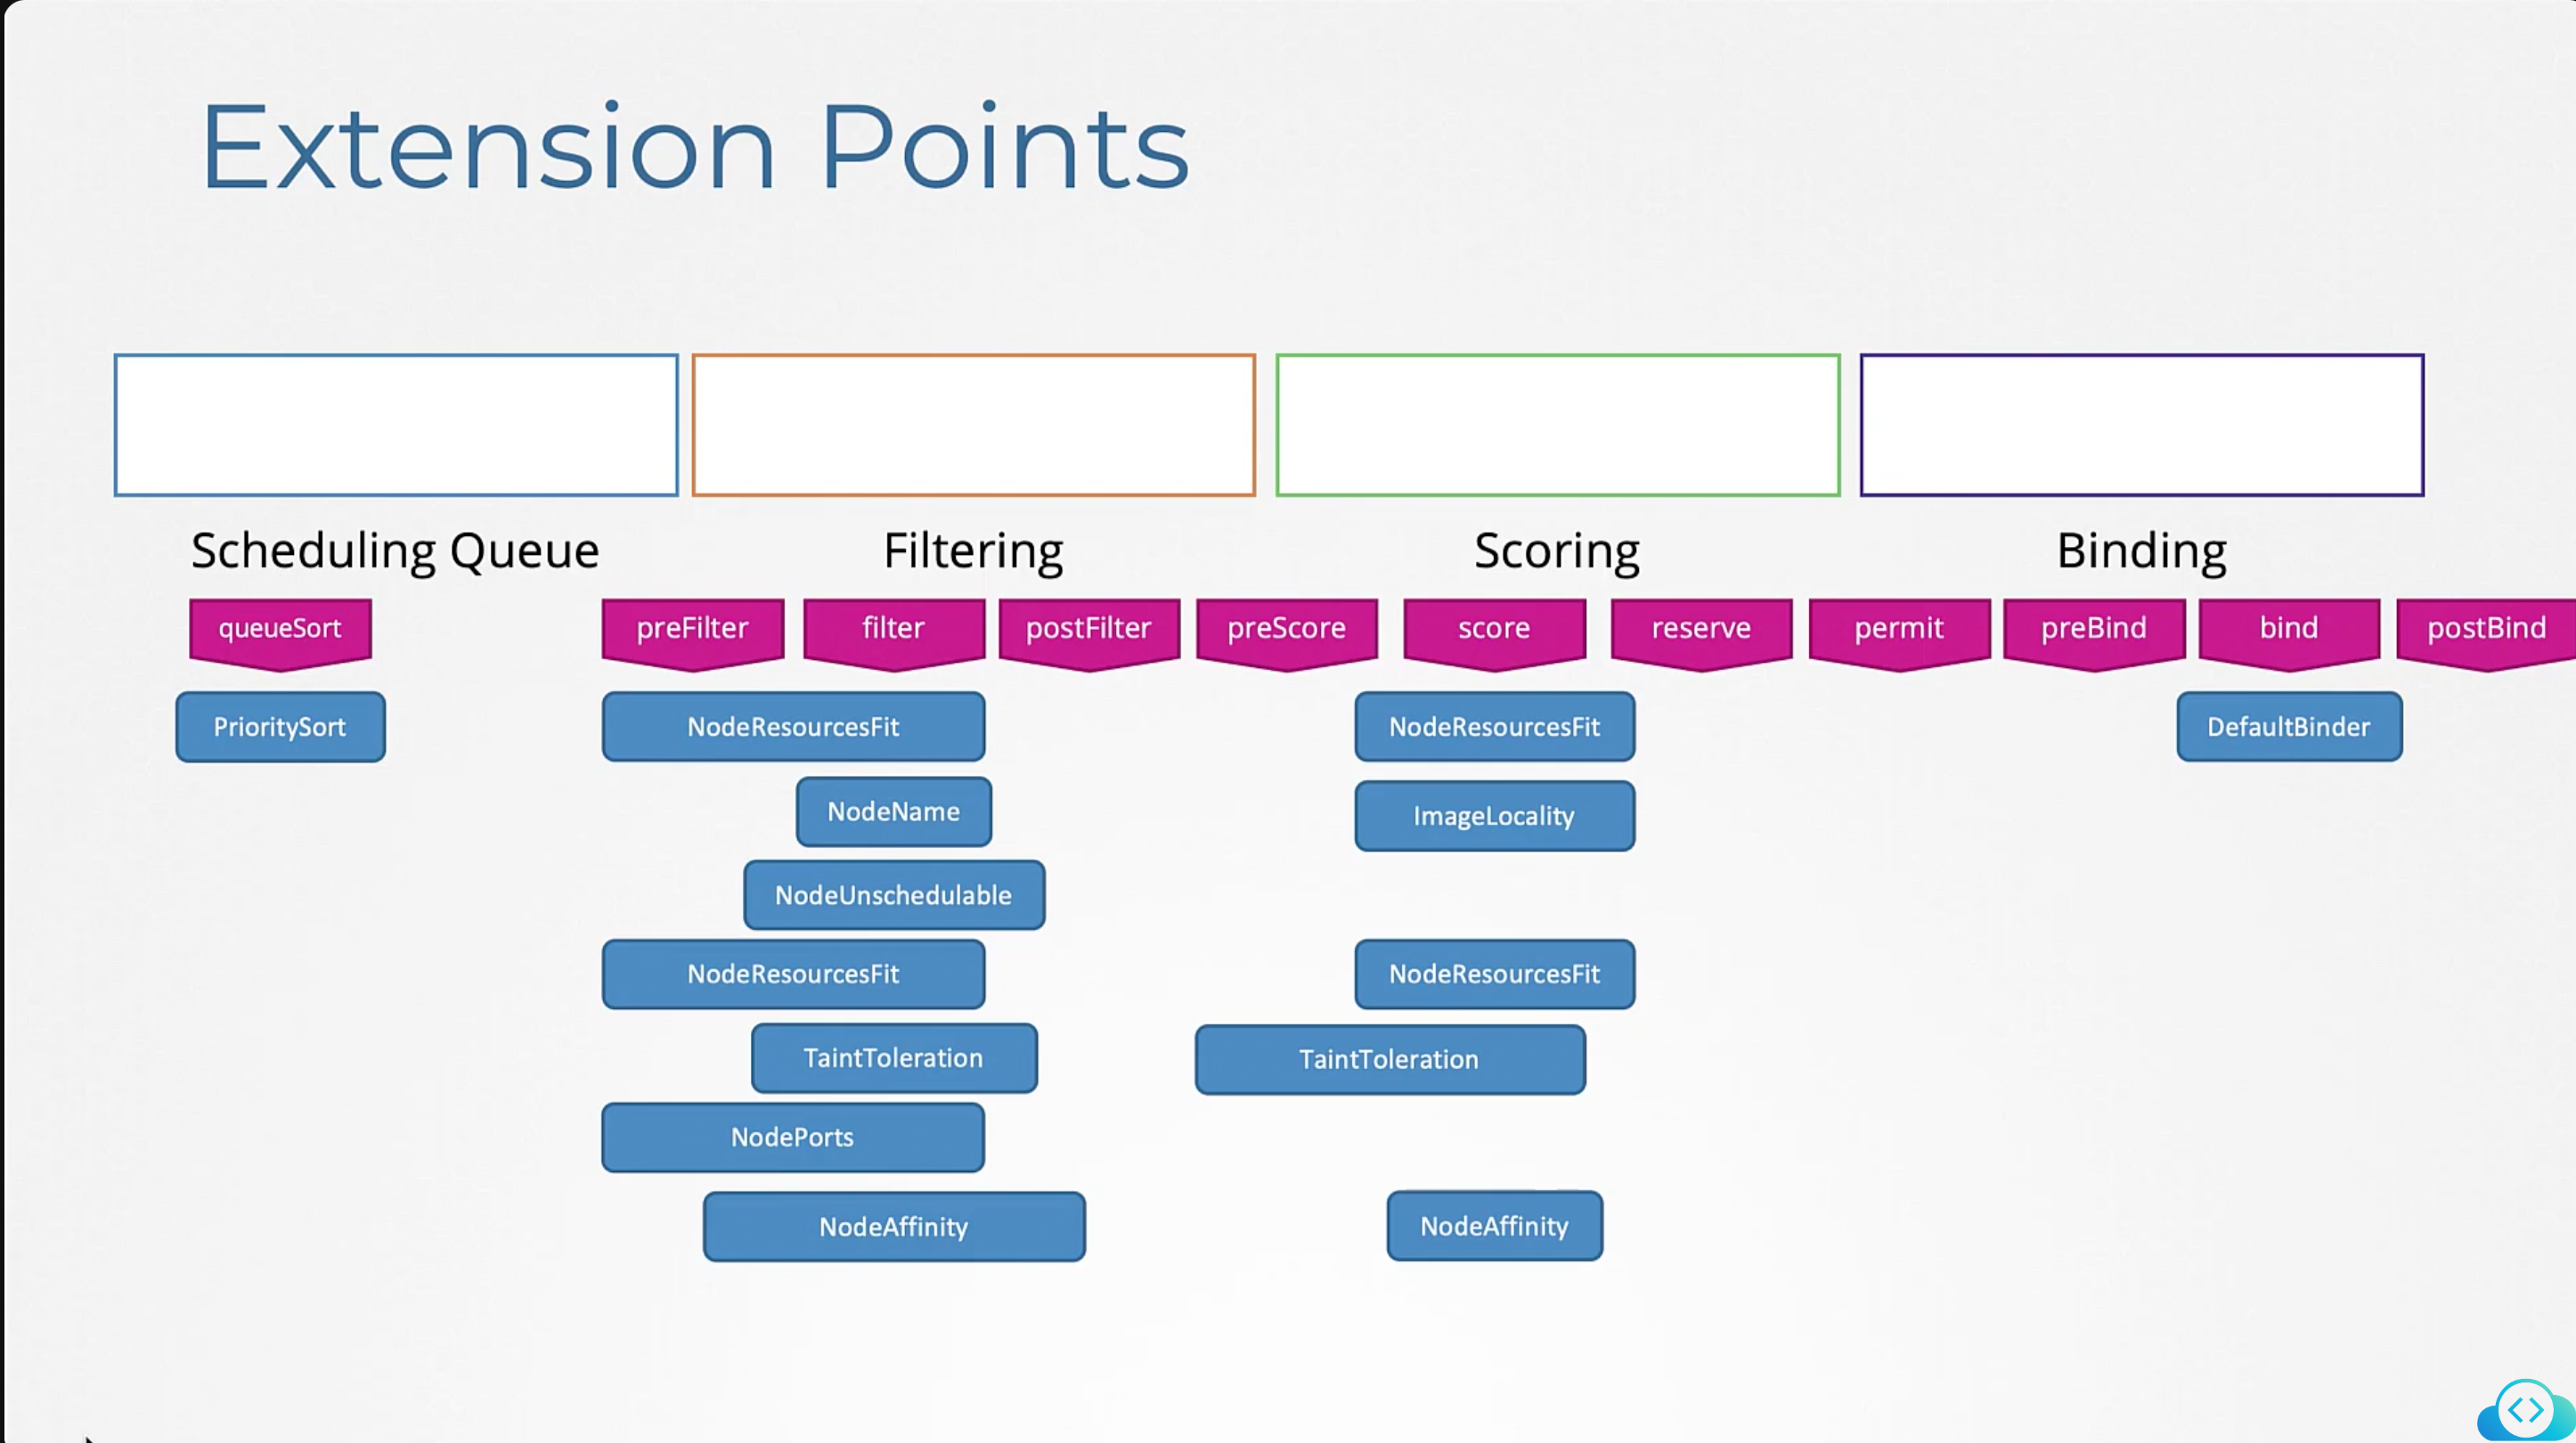 Extension Points
Scheduling Queue Filtering Scoring Binding
queueSort preFilter filter postFilter preScore score reserve permit preBind bind postBind
PrioritySort NodeResourcesFit NodeResourcesFit DefaultBinder
NodeName ImageLocality
NodeUnschedulable
NodeResourcesFit NodeResourcesFit
TaintToleration TaintToleration
NodePorts
NodeAffinity NodeAffinity